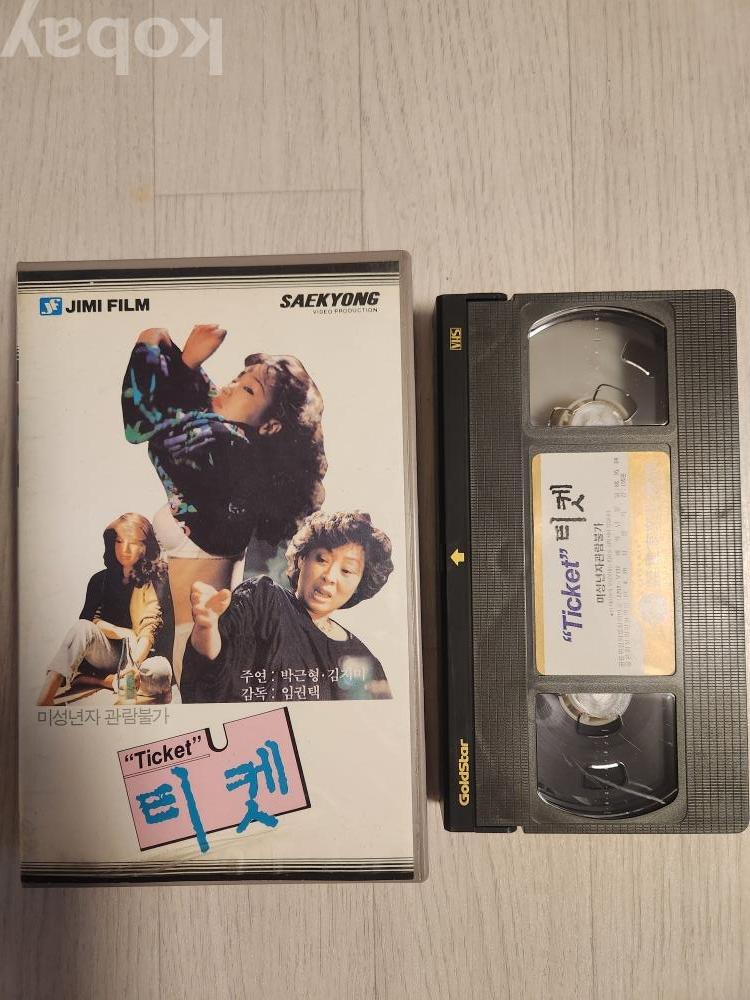 kobay
JIMI FILM
SAEKYONG
VIDEO PRODUCTION
주연 : 박근형·김지미
감독 : 임권택
미성년자 관람불가
"Ticket"
티켓
VHS
"Ticket" 티켓
미성년자관람불가
GoldStar